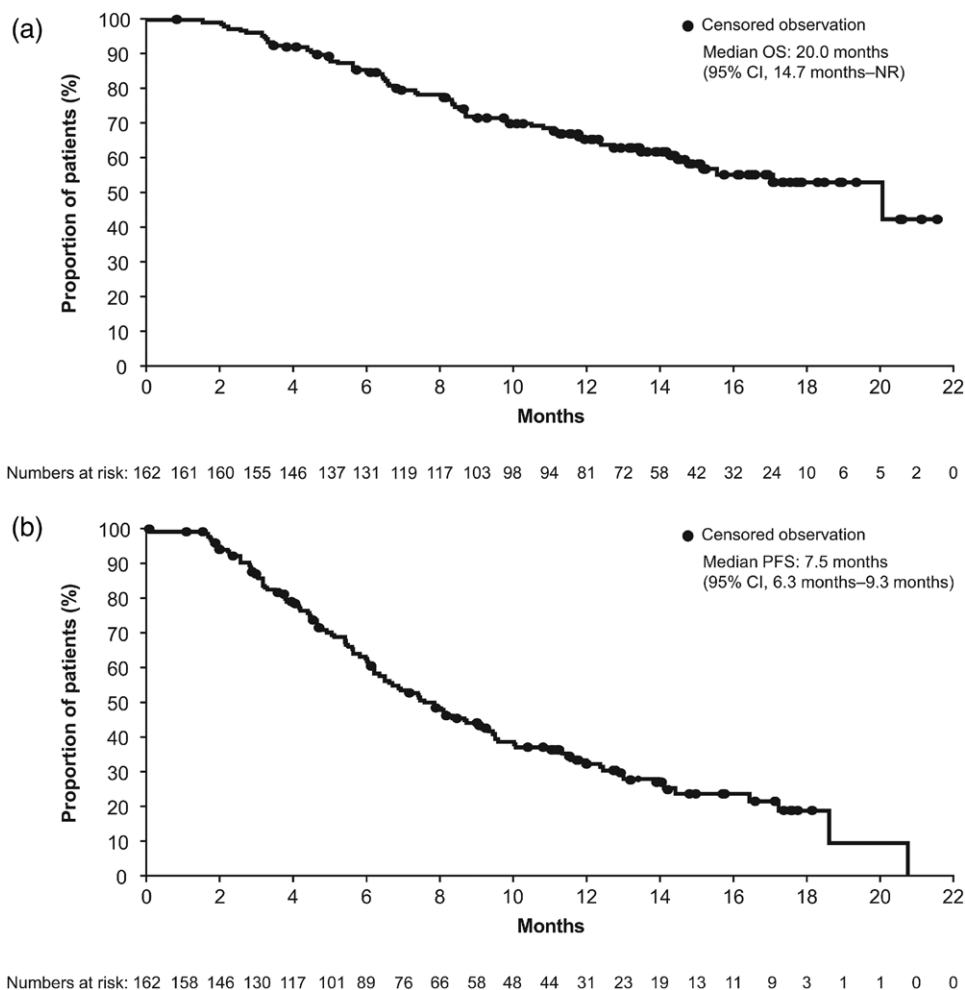 (a)
100
90
80
70
60
50
40
30
20
10
0
Proportion of patients (%)
Censored observation
Median OS: 20.0 months
(95% CI, 14.7 months–NR)
0 2 4 6 8 10 12 14 16 18 20 22
Months
Numbers at risk: 162 161 160 155 146 137 131 119 117 103 98 94 81 72 58 42 32 24 10 6 5 2 0
(b)
100
90
80
70
60
50
40
30
20
10
0
Proportion of patients (%)
Censored observation
Median PFS: 7.5 months
(95% CI, 6.3 months–9.3 months)
0 2 4 6 8 10 12 14 16 18 20 22
Months
Numbers at risk: 162 158 146 130 117 101 89 76 66 58 48 44 31 23 19 13 11 9 3 1 1 0 0